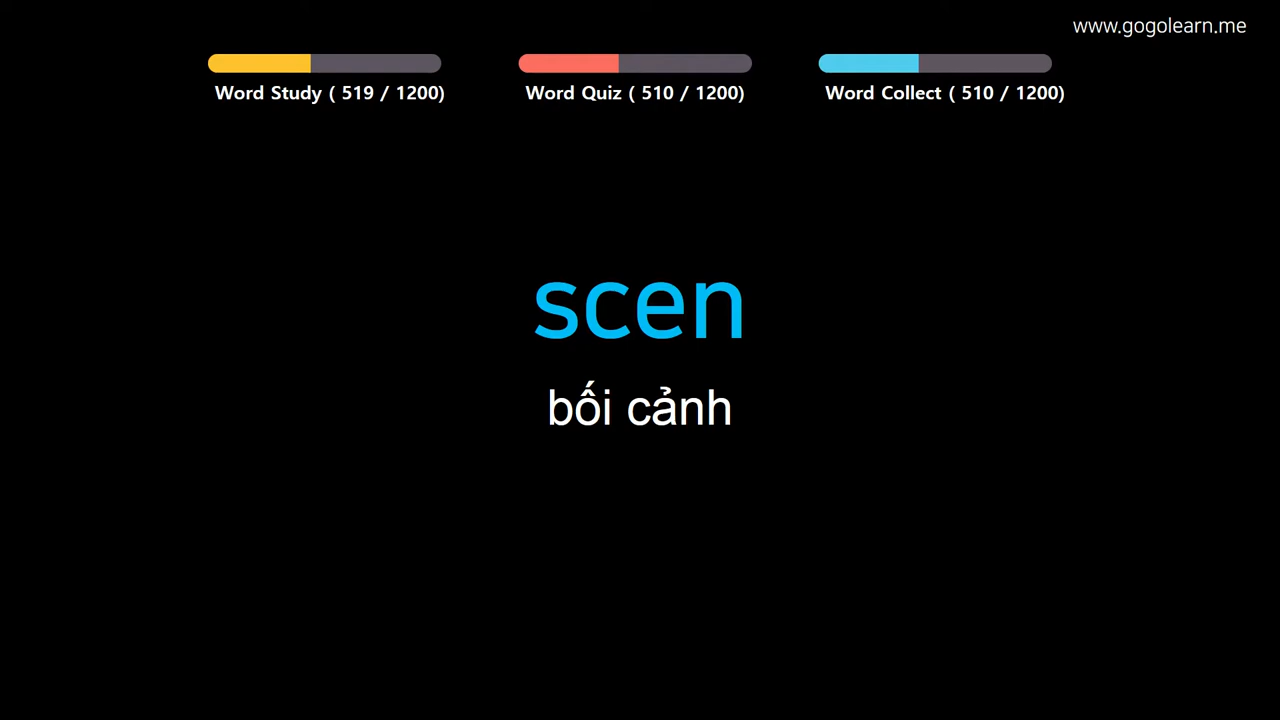 www.gogolearn.me
Word Study ( 519 / 1200)
Word Quiz ( 510 / 1200)
Word Collect ( 510 / 1200)
scen
bối cảnh